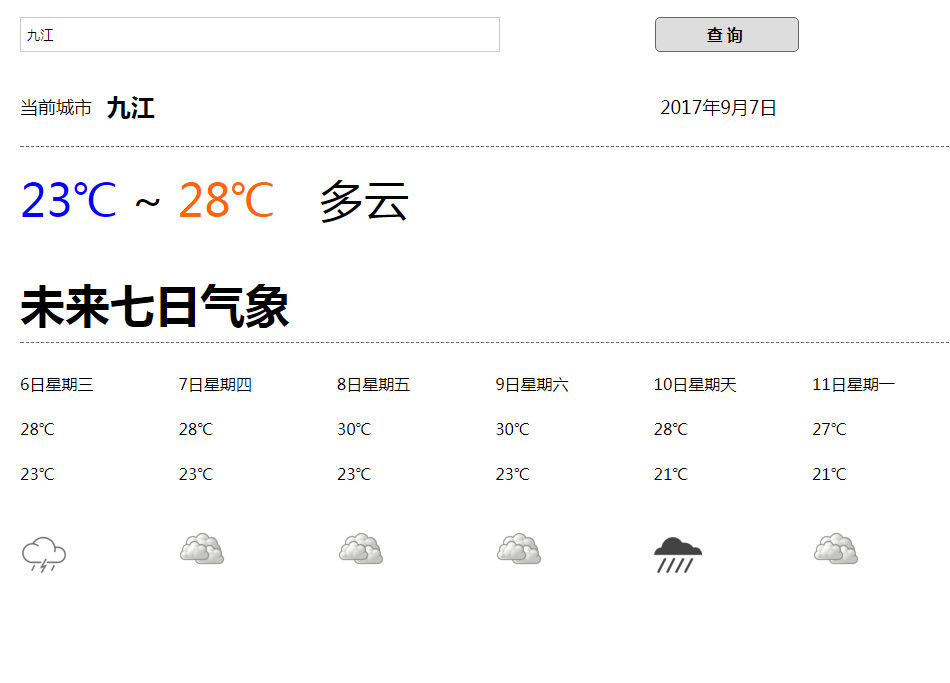 九江 查 询
当前城市 九江 2017年9月7日
23℃ ~ 28℃ 多云
未来七日气象
6日星期三 7日星期四 8日星期五 9日星期六 10日星期天 11日星期一
28℃ 28℃ 30℃ 30℃ 28℃ 27℃
23℃ 23℃ 23℃ 23℃ 21℃ 21℃